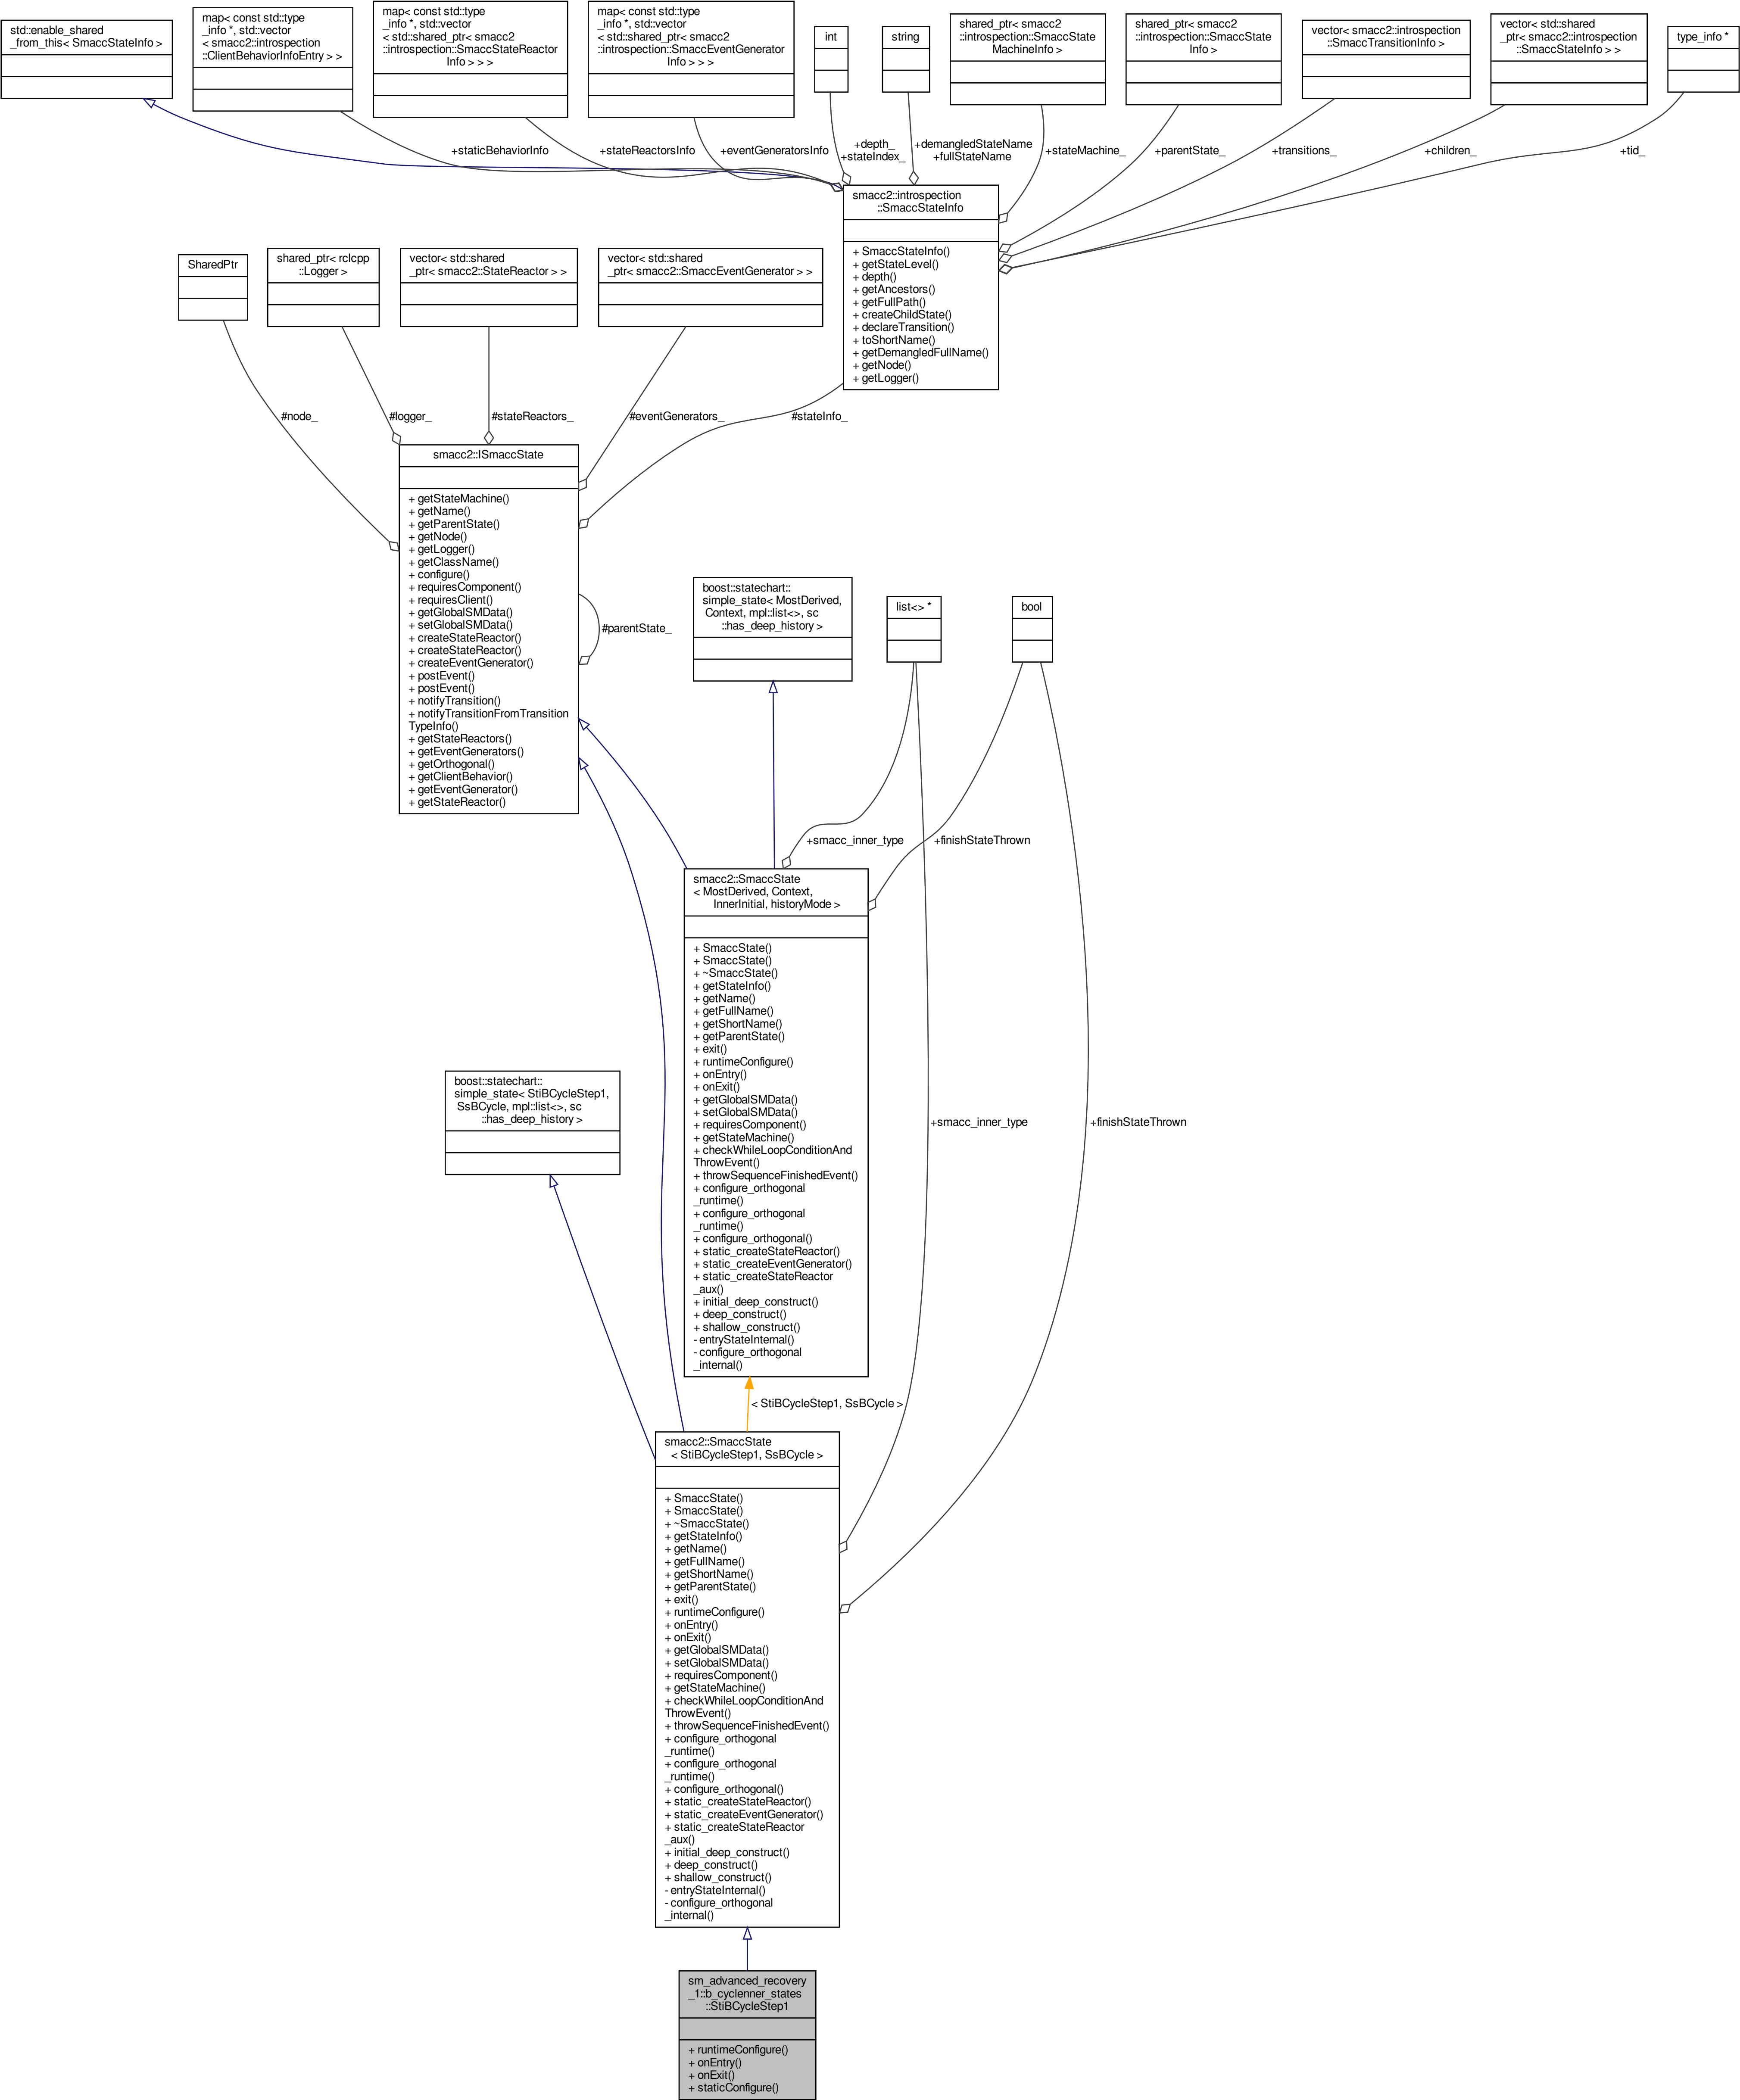 std::enable_shared
_from_this< SmaccStateInfo >
map< const std::type
_info *, std::vector
< smacc2::introspection
::ClientBehaviorInfoEntry > >
map< const std::type
_info *, std::vector
< std::shared_ptr< smacc2
::introspection::SmaccStateReactor
Info > > >
map< const std::type
_info *, std::vector
< std::shared_ptr< smacc2
::introspection::SmaccEventGenerator
Info > > >
int
string
shared_ptr< smacc2
::introspection::SmaccState
MachineInfo >
shared_ptr< smacc2
::introspection::SmaccState
Info >
vector< smacc2::introspection
::SmaccTransitionInfo >
vector< std::shared
_ptr< smacc2::introspection
::SmaccStateInfo > >
type_info *
+staticBehaviorInfo
+stateReactorsInfo
+eventGeneratorsInfo
+depth_
+stateIndex_
+demangledStateName
+fullStateName
+stateMachine_
+parentState_
+transitions_
+children_
+tid_
smacc2::introspection
::SmaccStateInfo
+ SmaccStateInfo()
+ getStateLevel()
+ depth()
+ getAncestors()
+ getFullPath()
+ createChildState()
+ declareTransition()
+ toShortName()
+ getDemangledFullName()
+ getNode()
+ getLogger()
SharedPtr
shared_ptr< rclcpp
::Logger >
vector< std::shared
_ptr< smacc2::StateReactor > >
vector< std::shared
_ptr< smacc2::SmaccEventGenerator > >
#node_
#logger_
#stateReactors_
#eventGenerators_
#stateInfo_
smacc2::ISmaccState
+ getStateMachine()
+ getName()
+ getParentState()
+ getNode()
+ getLogger()
+ getClassName()
+ configure()
+ requiresComponent()
+ requiresClient()
+ getGlobalSMData()
+ setGlobalSMData()
+ createStateReactor()
+ createStateReactor()
+ createEventGenerator()
+ postEvent()
+ postEvent()
+ notifyTransition()
+ notifyTransitionFromTransition
TypeInfo()
+ getStateReactors()
+ getEventGenerators()
+ getOrthogonal()
+ getClientBehavior()
+ getEventGenerator()
+ getStateReactor()
#parentState_
boost::statechart::
simple_state< MostDerived,
Context, mpl::list<>, sc
::has_deep_history >
list<> *
bool
+smacc_inner_type
+finishStateThrown
smacc2::SmaccState
< MostDerived, Context,
InnerInitial, historyMode >
+ SmaccState()
+ SmaccState()
+ ~SmaccState()
+ getStateInfo()
+ getName()
+ getFullName()
+ getShortName()
+ getParentState()
+ exit()
+ runtimeConfigure()
+ onEntry()
+ onExit()
+ getGlobalSMData()
+ setGlobalSMData()
+ requiresComponent()
+ getStateMachine()
+ checkWhileLoopConditionAnd
ThrowEvent()
+ throwSequenceFinishedEvent()
+ configure_orthogonal
_runtime()
+ configure_orthogonal
_runtime()
+ configure_orthogonal()
+ static_createStateReactor()
+ static_createEventGenerator()
+ static_createStateReactor
_aux()
+ initial_deep_construct()
+ deep_construct()
+ shallow_construct()
- entryStateInternal()
- configure_orthogonal
_internal()
boost::statechart::
simple_state< StiBCycleStep1,
SsBCycle, mpl::list<>, sc
::has_deep_history >
+smacc_inner_type
+finishStateThrown
< StiBCycleStep1, SsBCycle >
smacc2::SmaccState
< StiBCycleStep1, SsBCycle >
+ SmaccState()
+ SmaccState()
+ ~SmaccState()
+ getStateInfo()
+ getName()
+ getFullName()
+ getShortName()
+ getParentState()
+ exit()
+ runtimeConfigure()
+ onEntry()
+ onExit()
+ getGlobalSMData()
+ setGlobalSMData()
+ requiresComponent()
+ getStateMachine()
+ checkWhileLoopConditionAnd
ThrowEvent()
+ throwSequenceFinishedEvent()
+ configure_orthogonal
_runtime()
+ configure_orthogonal
_runtime()
+ configure_orthogonal()
+ static_createStateReactor()
+ static_createEventGenerator()
+ static_createStateReactor
_aux()
+ initial_deep_construct()
+ deep_construct()
+ shallow_construct()
- entryStateInternal()
- configure_orthogonal
_internal()
sm_advanced_recovery
_1::b_cyclenner_states
::StiBCycleStep1
+ runtimeConfigure()
+ onEntry()
+ onExit()
+ staticConfigure()